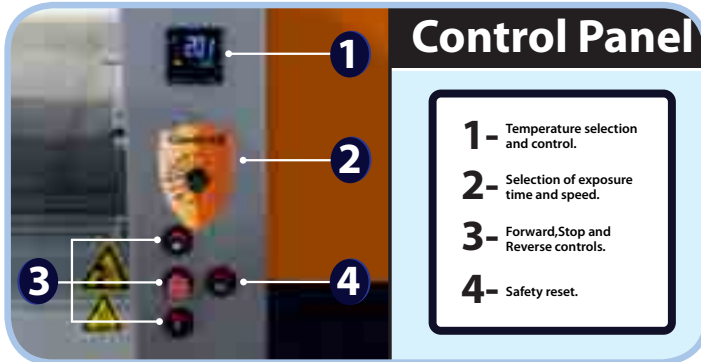 Control Panel
1
2
3
4
1- Temperature selection
and control.
2- Selection of exposure
time and speed.
3- Forward,Stop and
Reverse controls.
4- Safety reset.